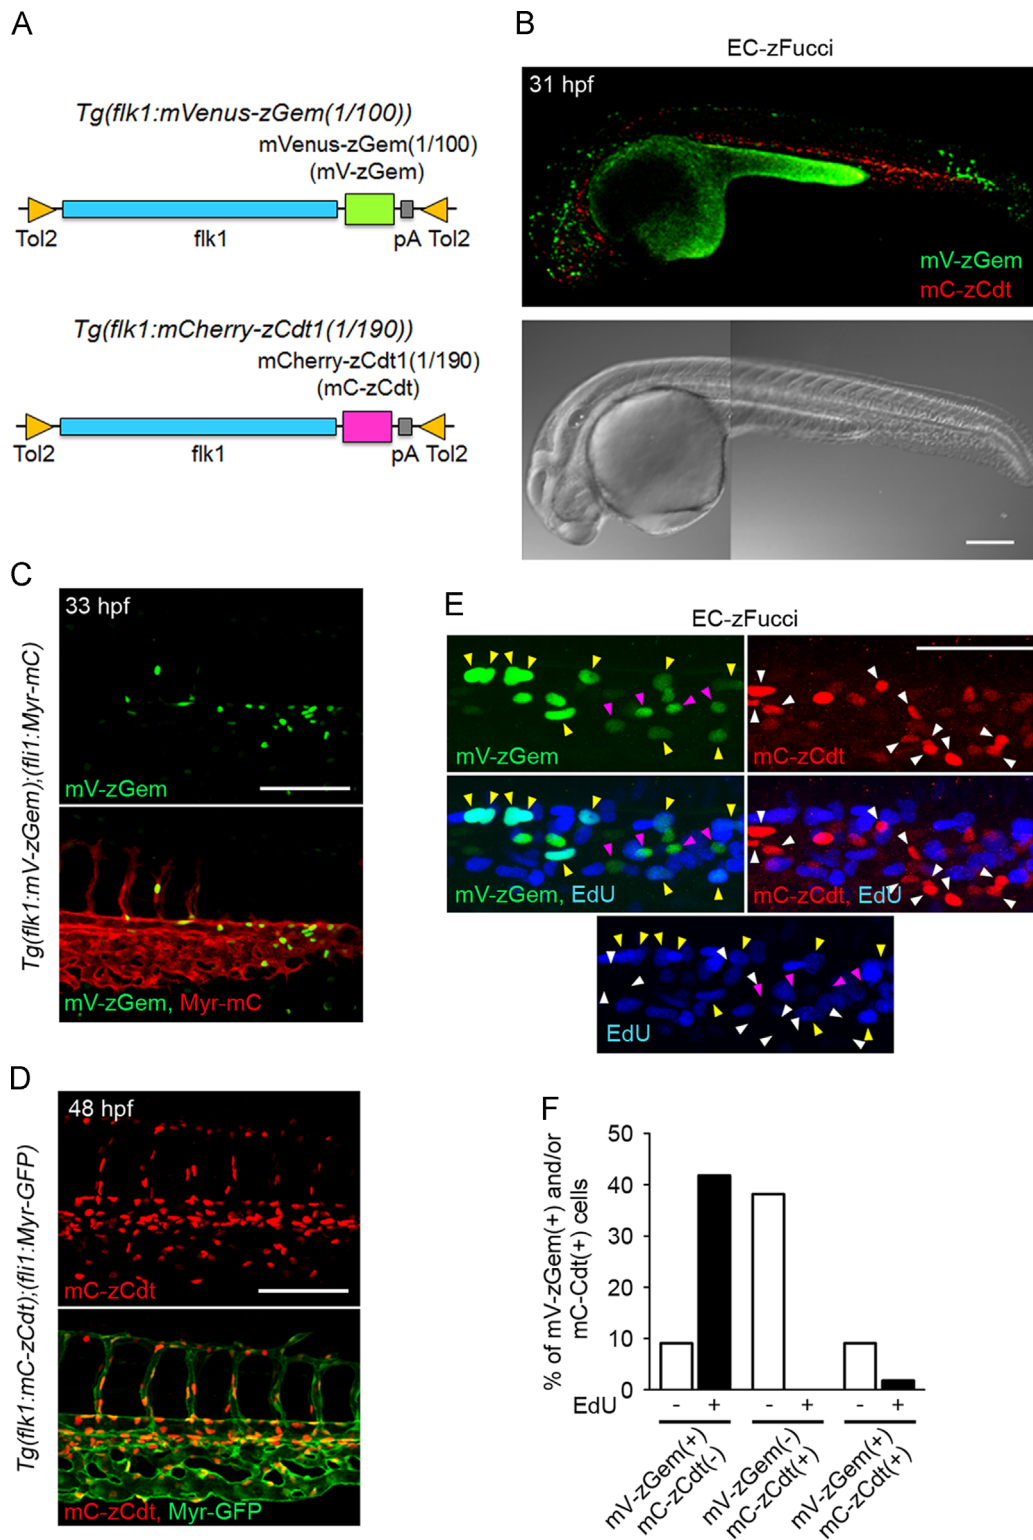 A
Tg(flk1:mVenus-zGem(1/100))
mVenus-zGem(1/100)
(mV-zGem)
Tol2
flk1
pA
Tol2
Tg(flk1:mCherry-zCdt1(1/190))
mCherry-zCdt1(1/190)
(mC-zCdt)
Tol2
flk1
pA
Tol2
B
EC-zFucci
31 hpf
mV-zGem
mC-zCdt
C
Tg(flk1:mV-zGem);(fli1:Myr-mC)
33 hpf
mV-zGem
mV-zGem, Myr-mC
D
Tg(flk1:mC-zCdt);(fli1:Myr-GFP)
48 hpf
mC-zCdt
mC-zCdt, Myr-GFP
E
EC-zFucci
mV-zGem
mC-zCdt
mV-zGem, EdU
mC-zCdt, EdU
EdU
F
% of mV-zGem(+) and/or
mC-Cdt(+) cells
50
40
30
20
10
0
EdU - + - + - +
mV-zGem(+)
mC-zCdt(-)
mV-zGem(-)
mC-zCdt(+)
mV-zGem(+)
mC-zCdt(+)